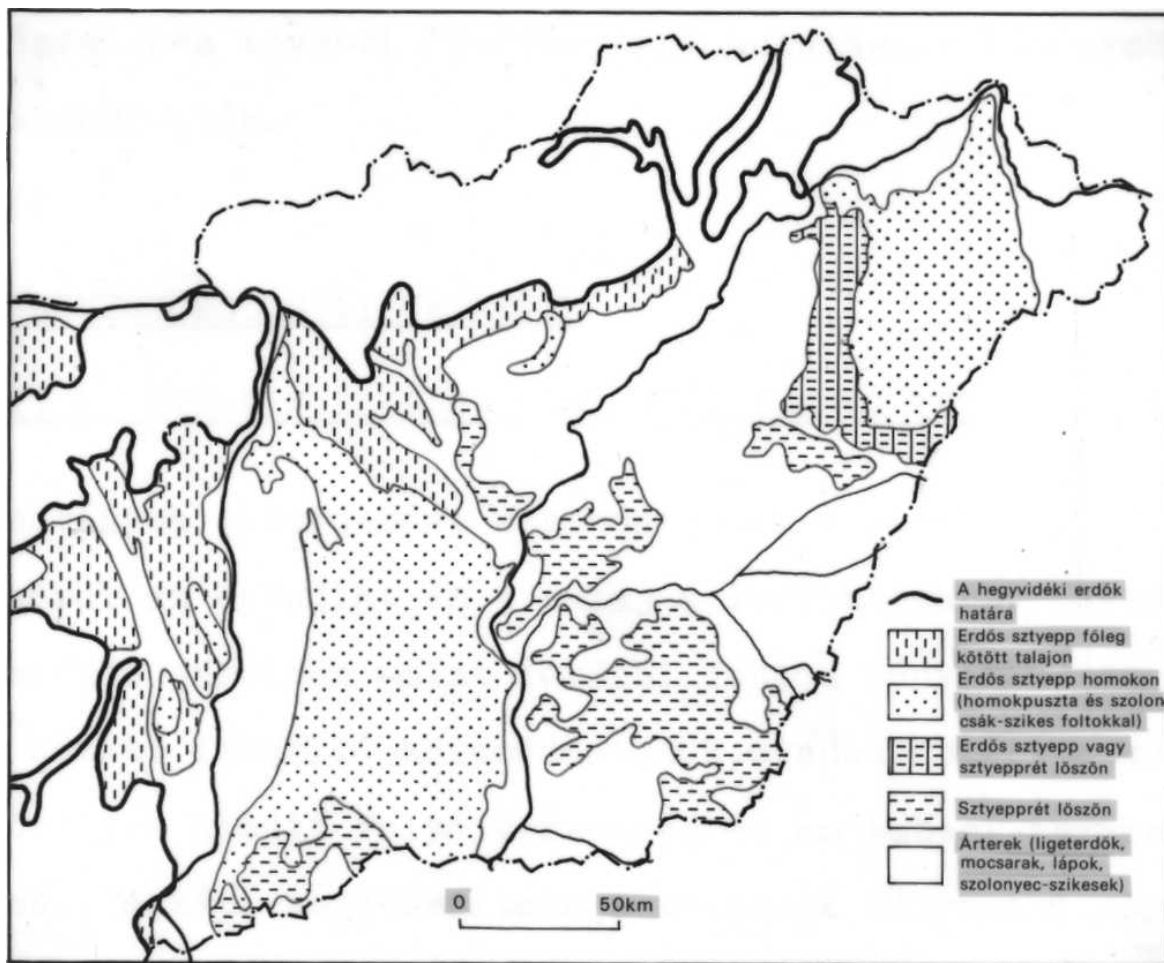 A hegyvidéki erdők
határa
Erdős sztyepp főleg
kötött talajon
Erdős sztyepp homokon
(homokpuszta és szolon
csák-szikes foltokkal)
Erdős sztyepp vagy
sztyepprét löszön
Sztyepprét löszön
Árterek (ligeterdők,
mocsarak, lápok,
szolonyec-szikesek)
0 50km